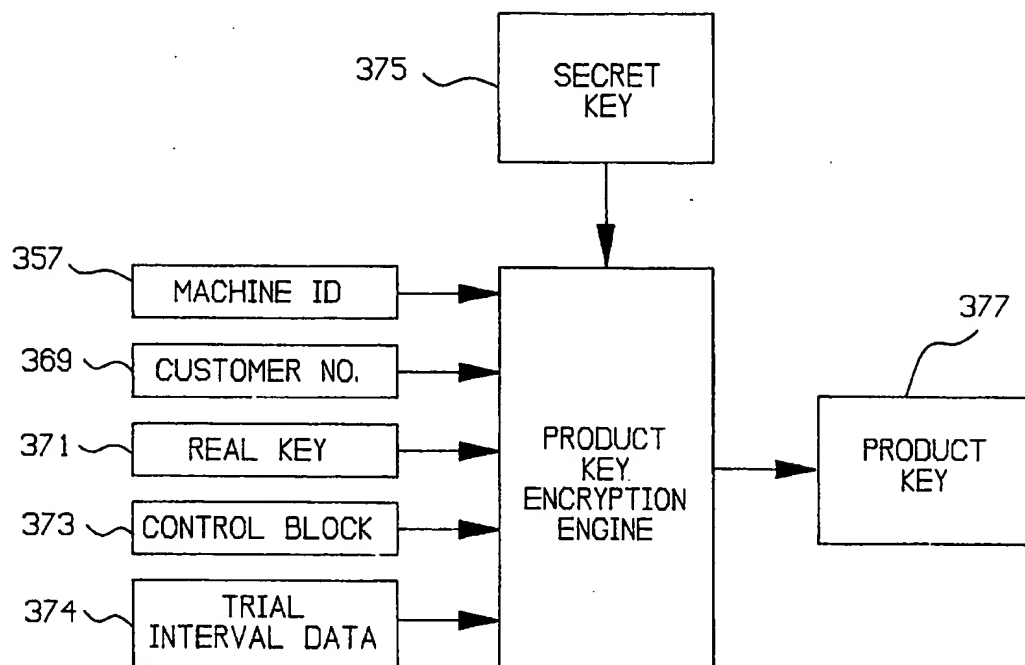 375
SECRET
KEY
357
MACHINE ID
369
CUSTOMER NO.
371
REAL KEY
373
CONTROL BLOCK
374
TRIAL
INTERVAL DATA
PRODUCT
KEY
ENCRYPTION
ENGINE
377
PRODUCT
KEY